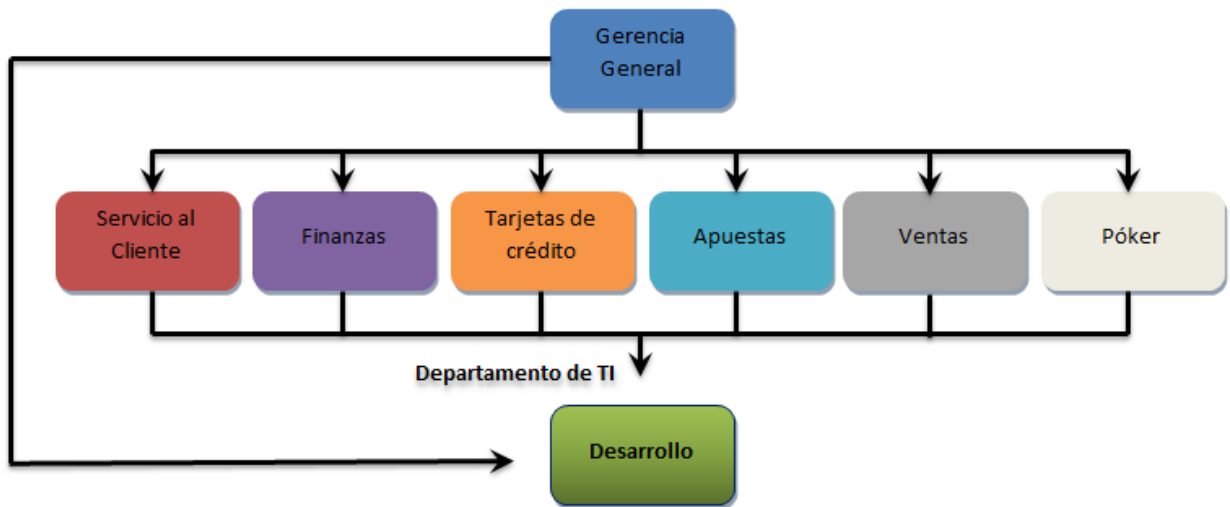 Gerencia
General
Servicio al
Cliente
Finanzas
Tarjetas de
crédito
Apuestas
Ventas
Póker
Departamento de TI
Desarrollo